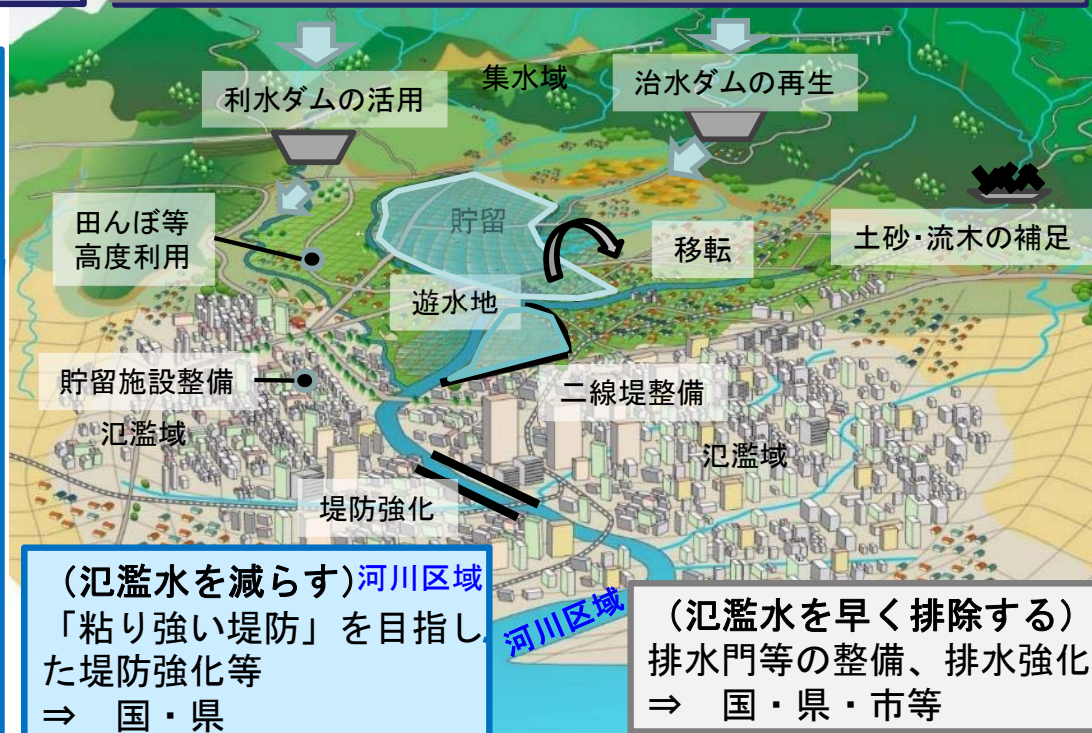 集水域
利水ダムの活用
治水ダムの再生
田んぼ等
高度利用
貯留
移転
土砂・流木の補足
遊水地
貯留施設整備
二線堤整備
氾濫域
氾濫域
堤防強化
(氾濫水を減らす)河川区域
「粘り強い堤防」を目指し
た堤防強化等
⇒ 国・県
河川区域
(氾濫水を早く排除する)
排水門等の整備、排水強化
⇒ 国・県・市等